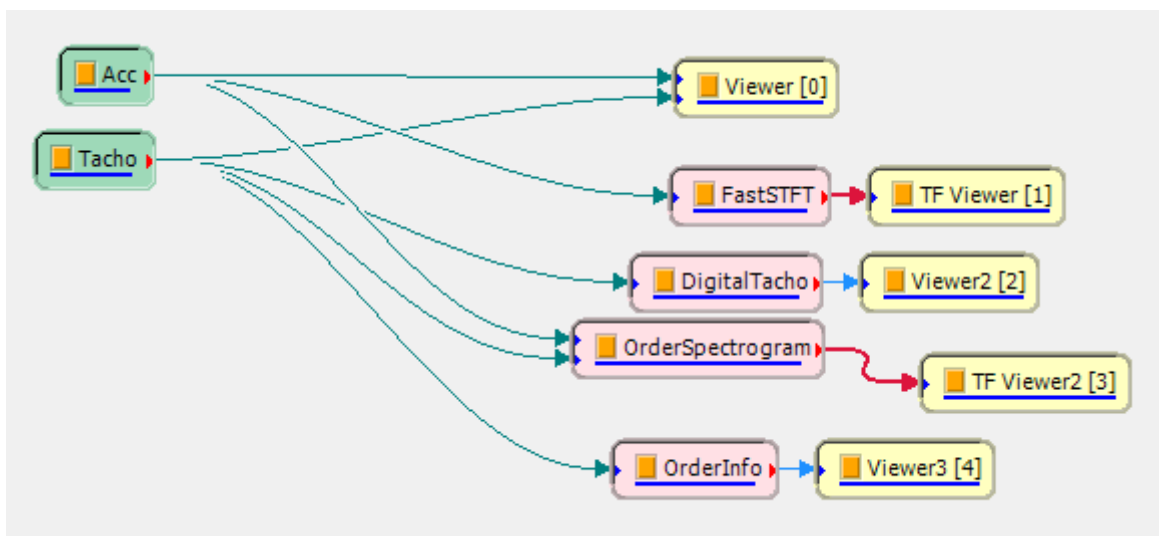 Acc
Viewer [0]
Tacho
FastSTFT
TF Viewer [1]
DigitalTacho
Viewer2 [2]
OrderSpectrogram
TF Viewer2 [3]
OrderInfo
Viewer3 [4]